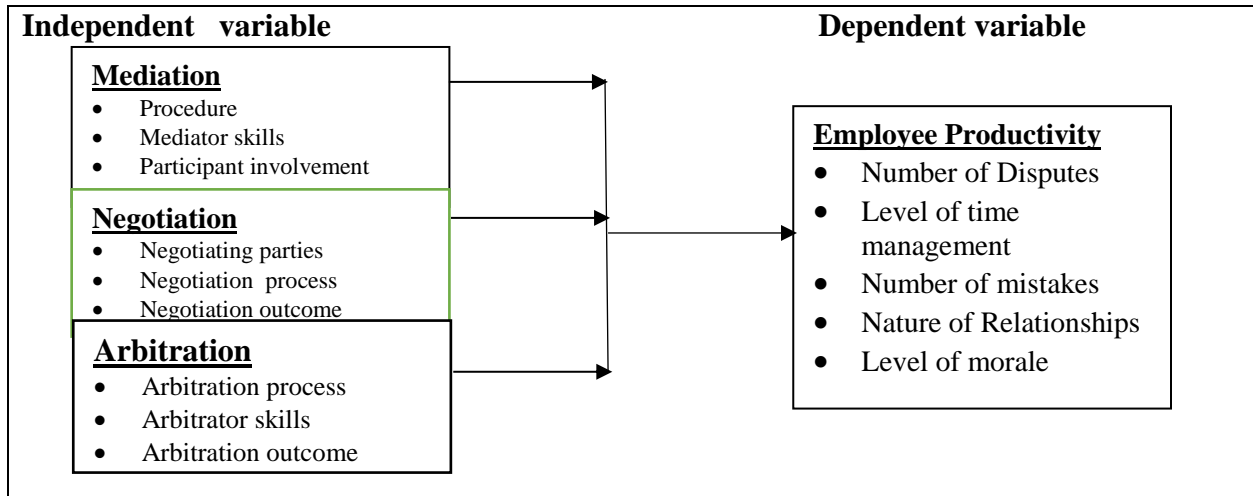 Independent variable
Dependent variable
Mediation
• Procedure
• Mediator skills
• Participant involvement
Negotiation
• Negotiating parties
• Negotiation process
• Negotiation outcome
Arbitration
• Arbitration process
• Arbitrator skills
• Arbitration outcome
Employee Productivity
• Number of Disputes
• Level of time
management
• Number of mistakes
• Nature of Relationships
• Level of morale